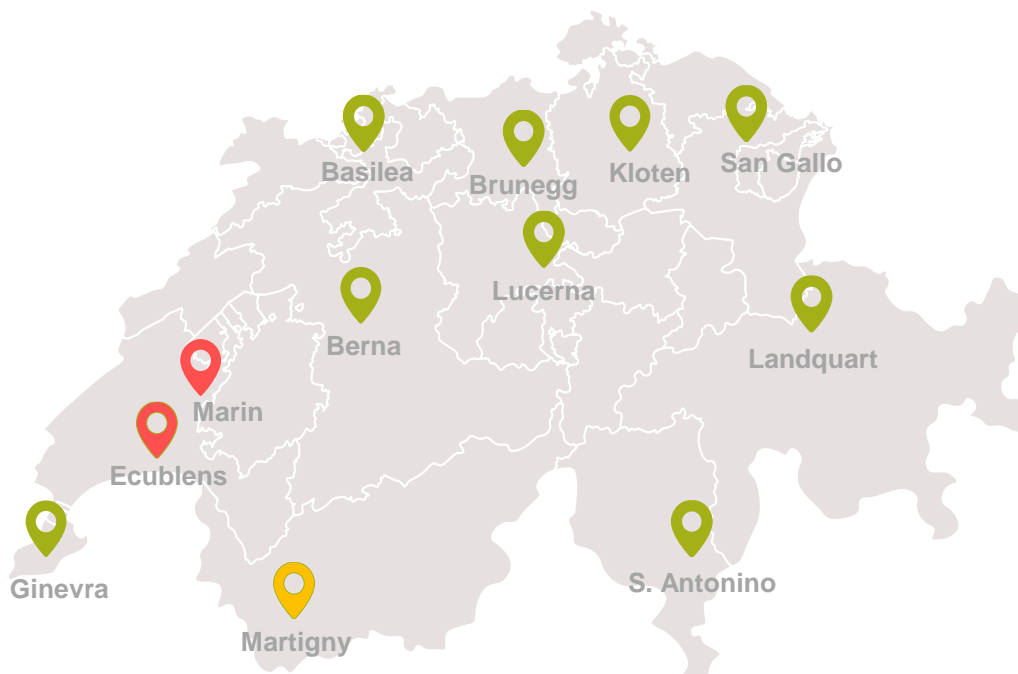 Basilea
Brunegg
Kloten
San Gallo
Lucerna
Berna
Landquart
Marin
Ecublens
Ginevra
S. Antonino
Martigny